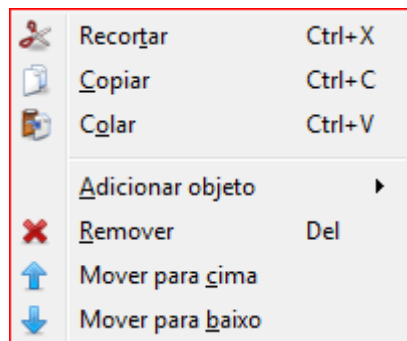 Recortar Ctrl+X
Copiar Ctrl+C
Colar Ctrl+V
Adicionar objeto
Remover Del
Mover para cima
Mover para baixo